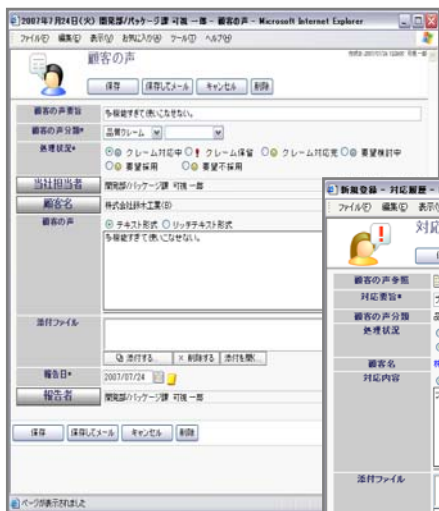 2007年7月24日(火) 開発部/パッケージ課 可視 一郎 - 顧客の声 - Microsoft Internet Explorer
ファイル(F) 編集(E) 表示(V) お気に入り(A) ツール(T) ヘルプ(H)
顧客の声
保存 保存してメール キャンセル 削除
顧客の声要旨 多機能すぎて使いこなせない。
顧客の声分類* 品質クレーム
処理状況* クレーム対応中 クレーム保留 クレーム対応完 要望検討中
要望採用 要望不採用
当社担当者 開発部/パッケージ課 可視 一郎
顧客名 株式会社鈴木工業(B)
顧客の声 テキスト形式 リッチテキスト形式
多機能すぎて使いこなせない。
添付ファイル
添付する... 削除する 添付を開く
報告日* 2007/07/24
報告者 開発部/パッケージ課 可視 一郎
保存 保存してメール キャンセル 削除
ページが表示されました
新規登録 - 対応履歴 -
ファイル(F) 編集(E) 表示
対応
顧客の声参照
対応要旨*
顧客の声分類 品
処理状況
顧客名 株
対応内容
添付ファイル